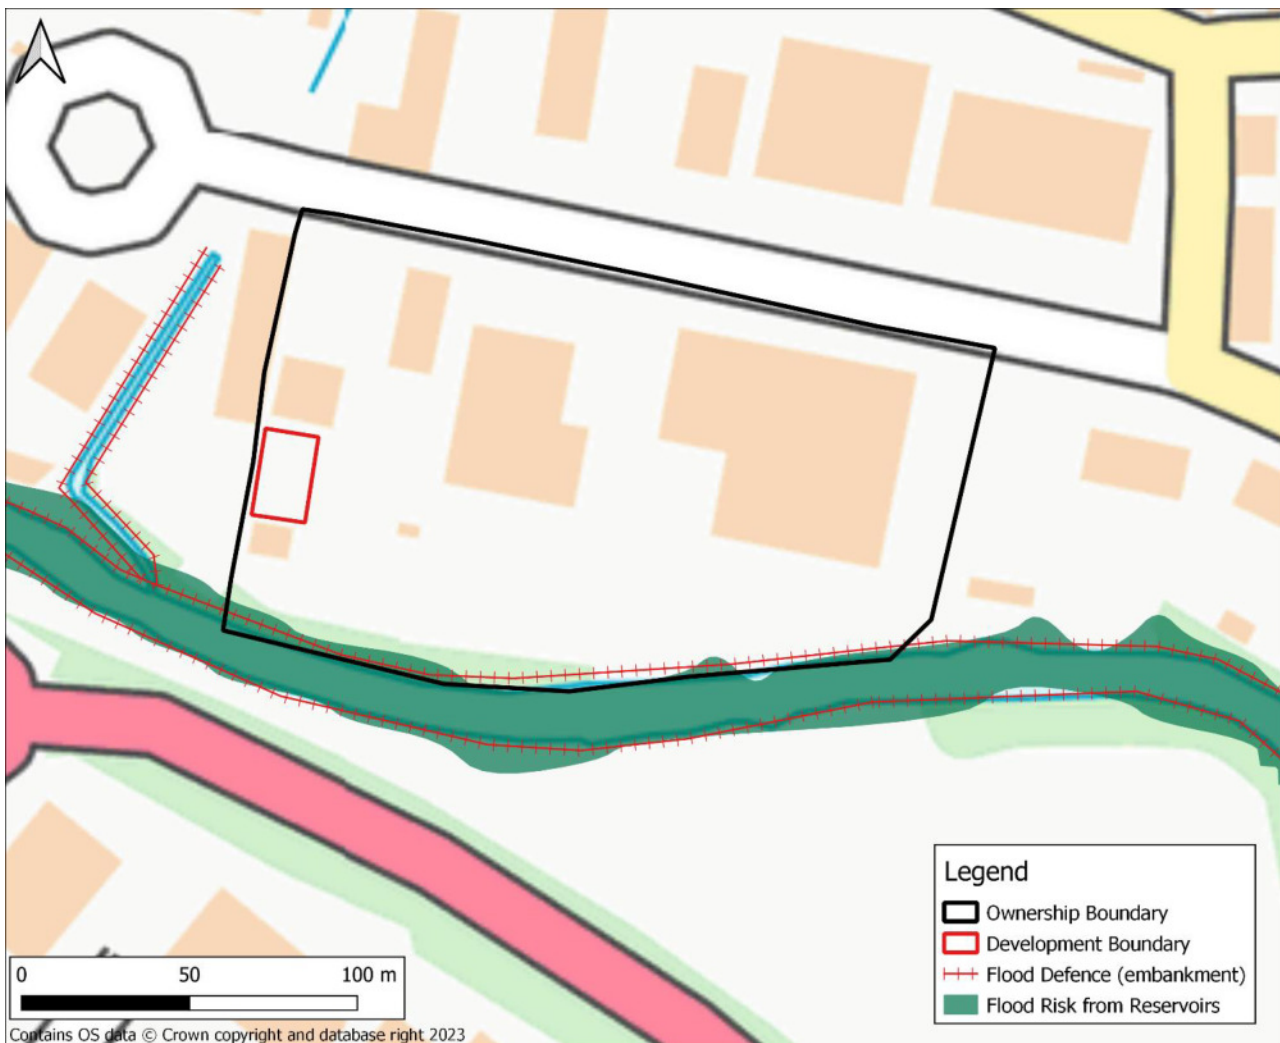 Legend
Ownership Boundary
Development Boundary
Flood Defence (embankment)
Flood Risk from Reservoirs
0 50 100 m
Contains OS data © Crown copyright and database right 2023